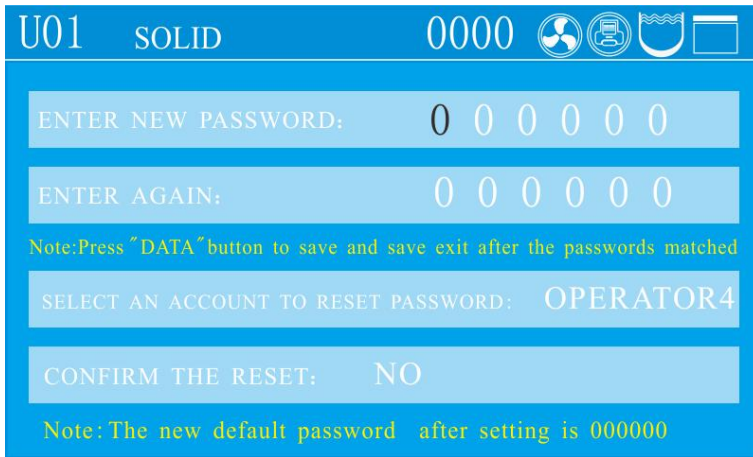 U01 SOLID 0000
ENTER NEW PASSWORD: 0 0 0 0 0 0
ENTER AGAIN: 0 0 0 0 0 0
Note:Press "DATA" button to save and save exit after the passwords matched
SELECT AN ACCOUNT TO RESET PASSWORD: OPERATOR4
CONFIRM THE RESET: NO
Note: The new default password after setting is 000000